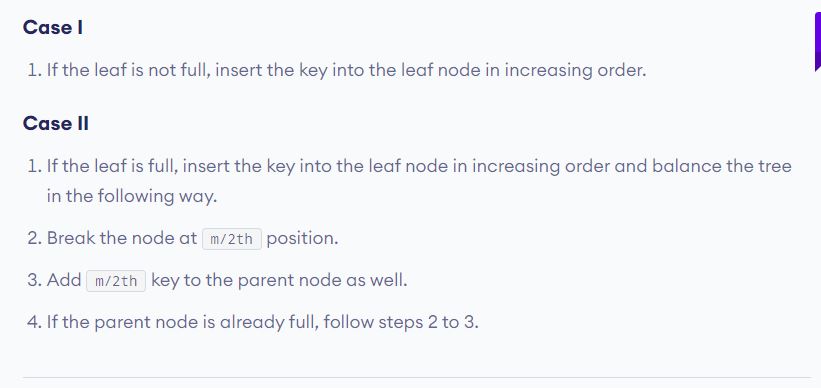 Case I
1. If the leaf is not full, insert the key into the leaf node in increasing order.
Case II
1. If the leaf is full, insert the key into the leaf node in increasing order and balance the tree
in the following way.
2. Break the node at m/2th position.
3. Add m/2th key to the parent node as well.
4. If the parent node is already full, follow steps 2 to 3.